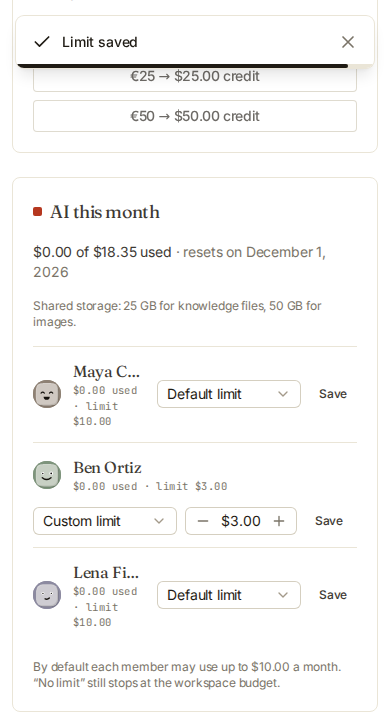 Limit saved
€25 → $25.00 credit
€50 → $50.00 credit
AI this month
$0.00 of $18.35 used · resets on December 1,
2026
Shared storage: 25 GB for knowledge files, 50 GB for
images.
Maya C...
$0.00 used
· limit
$10.00
Default limit
Save
Ben Ortiz
$0.00 used · limit $3.00
Custom limit
− $3.00 +
Save
Lena Fi...
$0.00 used
· limit
$10.00
Default limit
Save
By default each member may use up to $10.00 a month.
“No limit” still stops at the workspace budget.